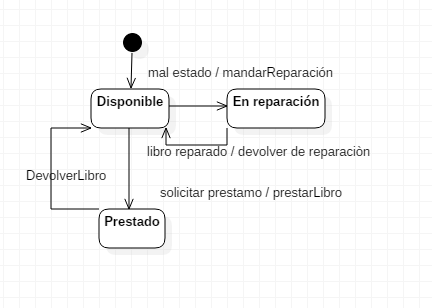 mal estado / mandarReparación
Disponible
En reparación
libro reparado / devolver de reparaciòn
DevolverLibro
solicitar prestamo / prestarLibro
Prestado